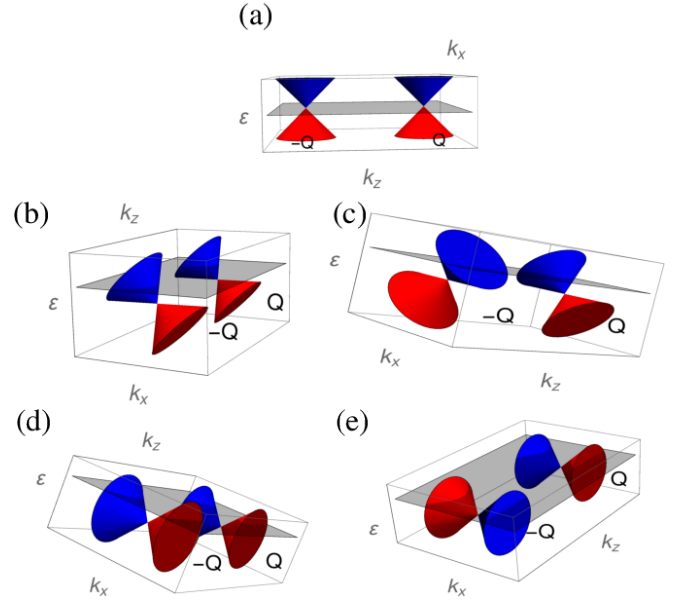 (a)
k_x
ε
−Q
Q
k_z
(b)
k_z
ε
−Q
Q
k_x
(c)
ε
−Q
Q
k_x
k_z
(d)
k_z
ε
−Q
Q
k_x
(e)
Q
ε
−Q
k_z
k_x